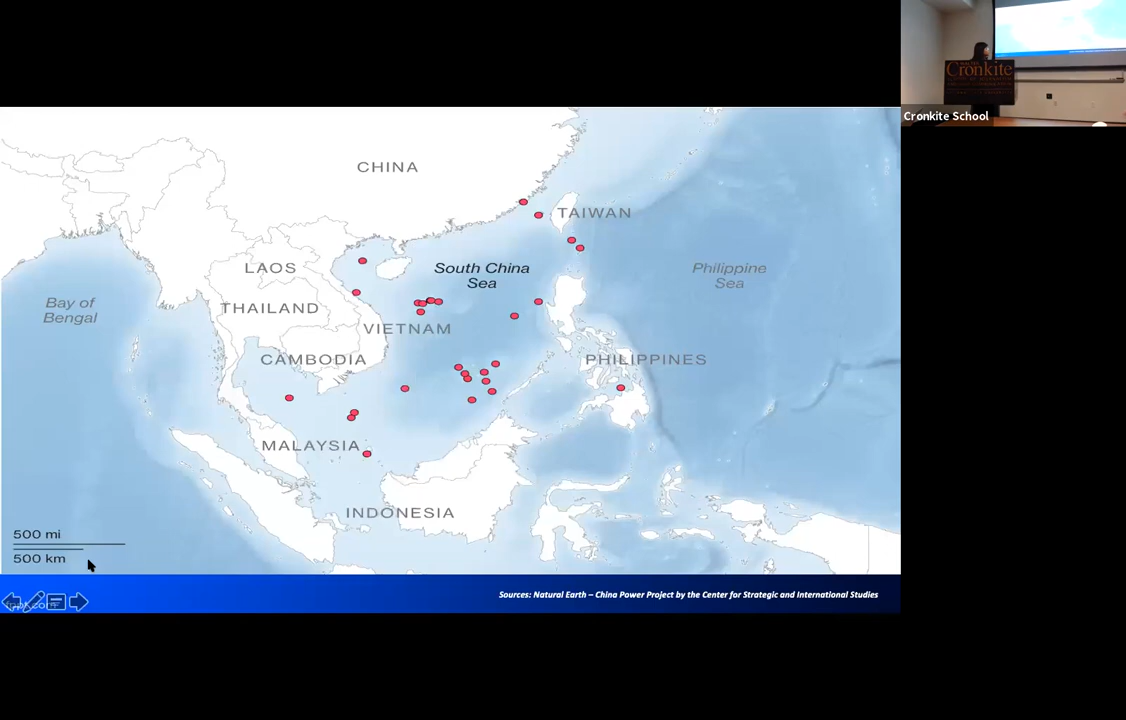 WALTER
Cronkite
Cronkite School
CHINA
TAIWAN
LAOS
South China
Sea
Philippine
Sea
Bay of
Bengal
THAILAND
VIETNAM
CAMBODIA
PHILIPPINES
MALAYSIA
INDONESIA
500 mi
500 km
Sources: Natural Earth – China Power Project by the Center for Strategic and International Studies